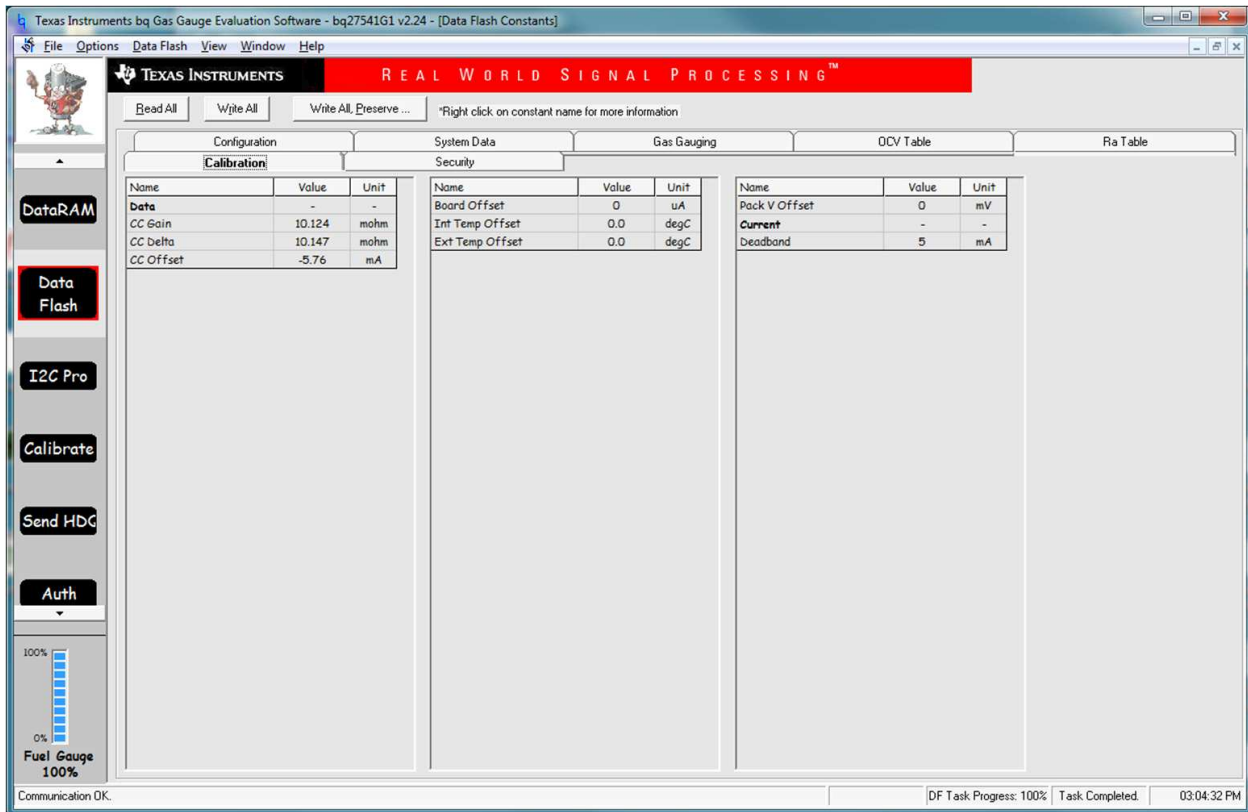 Texas Instruments bq Gas Gauge Evaluation Software - bq27541G1 v2.24 - [Data Flash Constants]
File Options Data Flash View Window Help
TEXAS INSTRUMENTS REAL WORLD SIGNAL PROCESSING™
Read All Write All Write All, Preserve ... *Right click on constant name for more information
Configuration System Data Gas Gauging OCV Table Ra Table
Calibration Security
Name Value Unit Name Value Unit Name Value Unit
Data - - Board Offset 0 uA Pack V Offset 0 mV
CC Gain 10.124 mohm Int Temp Offset 0.0 degC Current - -
CC Delta 10.147 mohm Ext Temp Offset 0.0 degC Deadband 5 mA
CC Offset -5.76 mA
DataRAM
Data
Flash
I2C Pro
Calibrate
Send HDG
Auth
100%
0%
Fuel Gauge
100%
Communication OK. DF Task Progress: 100% Task Completed. 03:04:32 PM